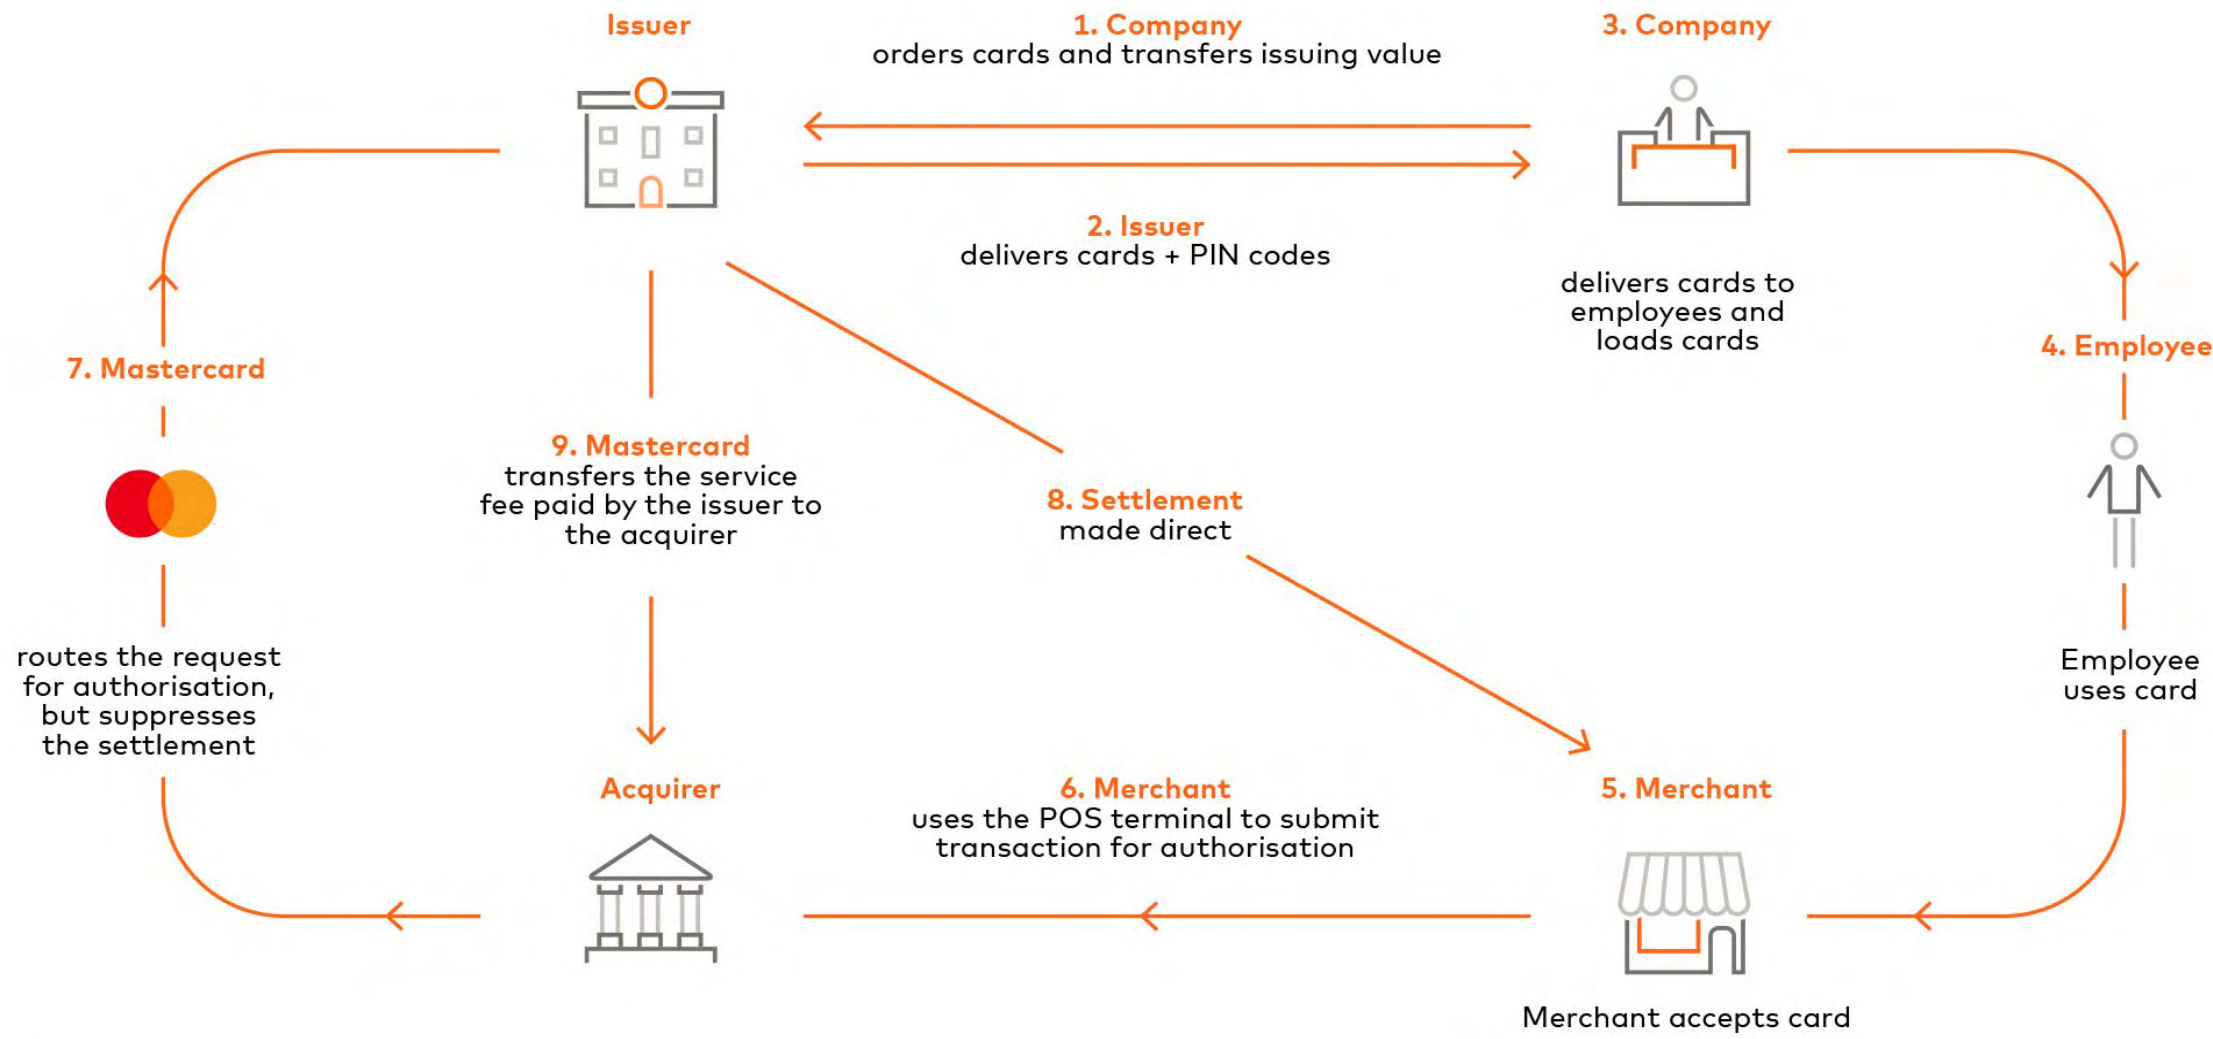 Issuer
1. Company
orders cards and transfers issuing value
3. Company
2. Issuer
delivers cards + PIN codes
delivers cards to
employees and
loads cards
4. Employee
7. Mastercard
9. Mastercard
transfers the service
fee paid by the issuer to
the acquirer
8. Settlement
made direct
routes the request
for authorisation,
but suppresses
the settlement
Employee
uses card
Acquirer
6. Merchant
uses the POS terminal to submit
transaction for authorisation
5. Merchant
Merchant accepts card